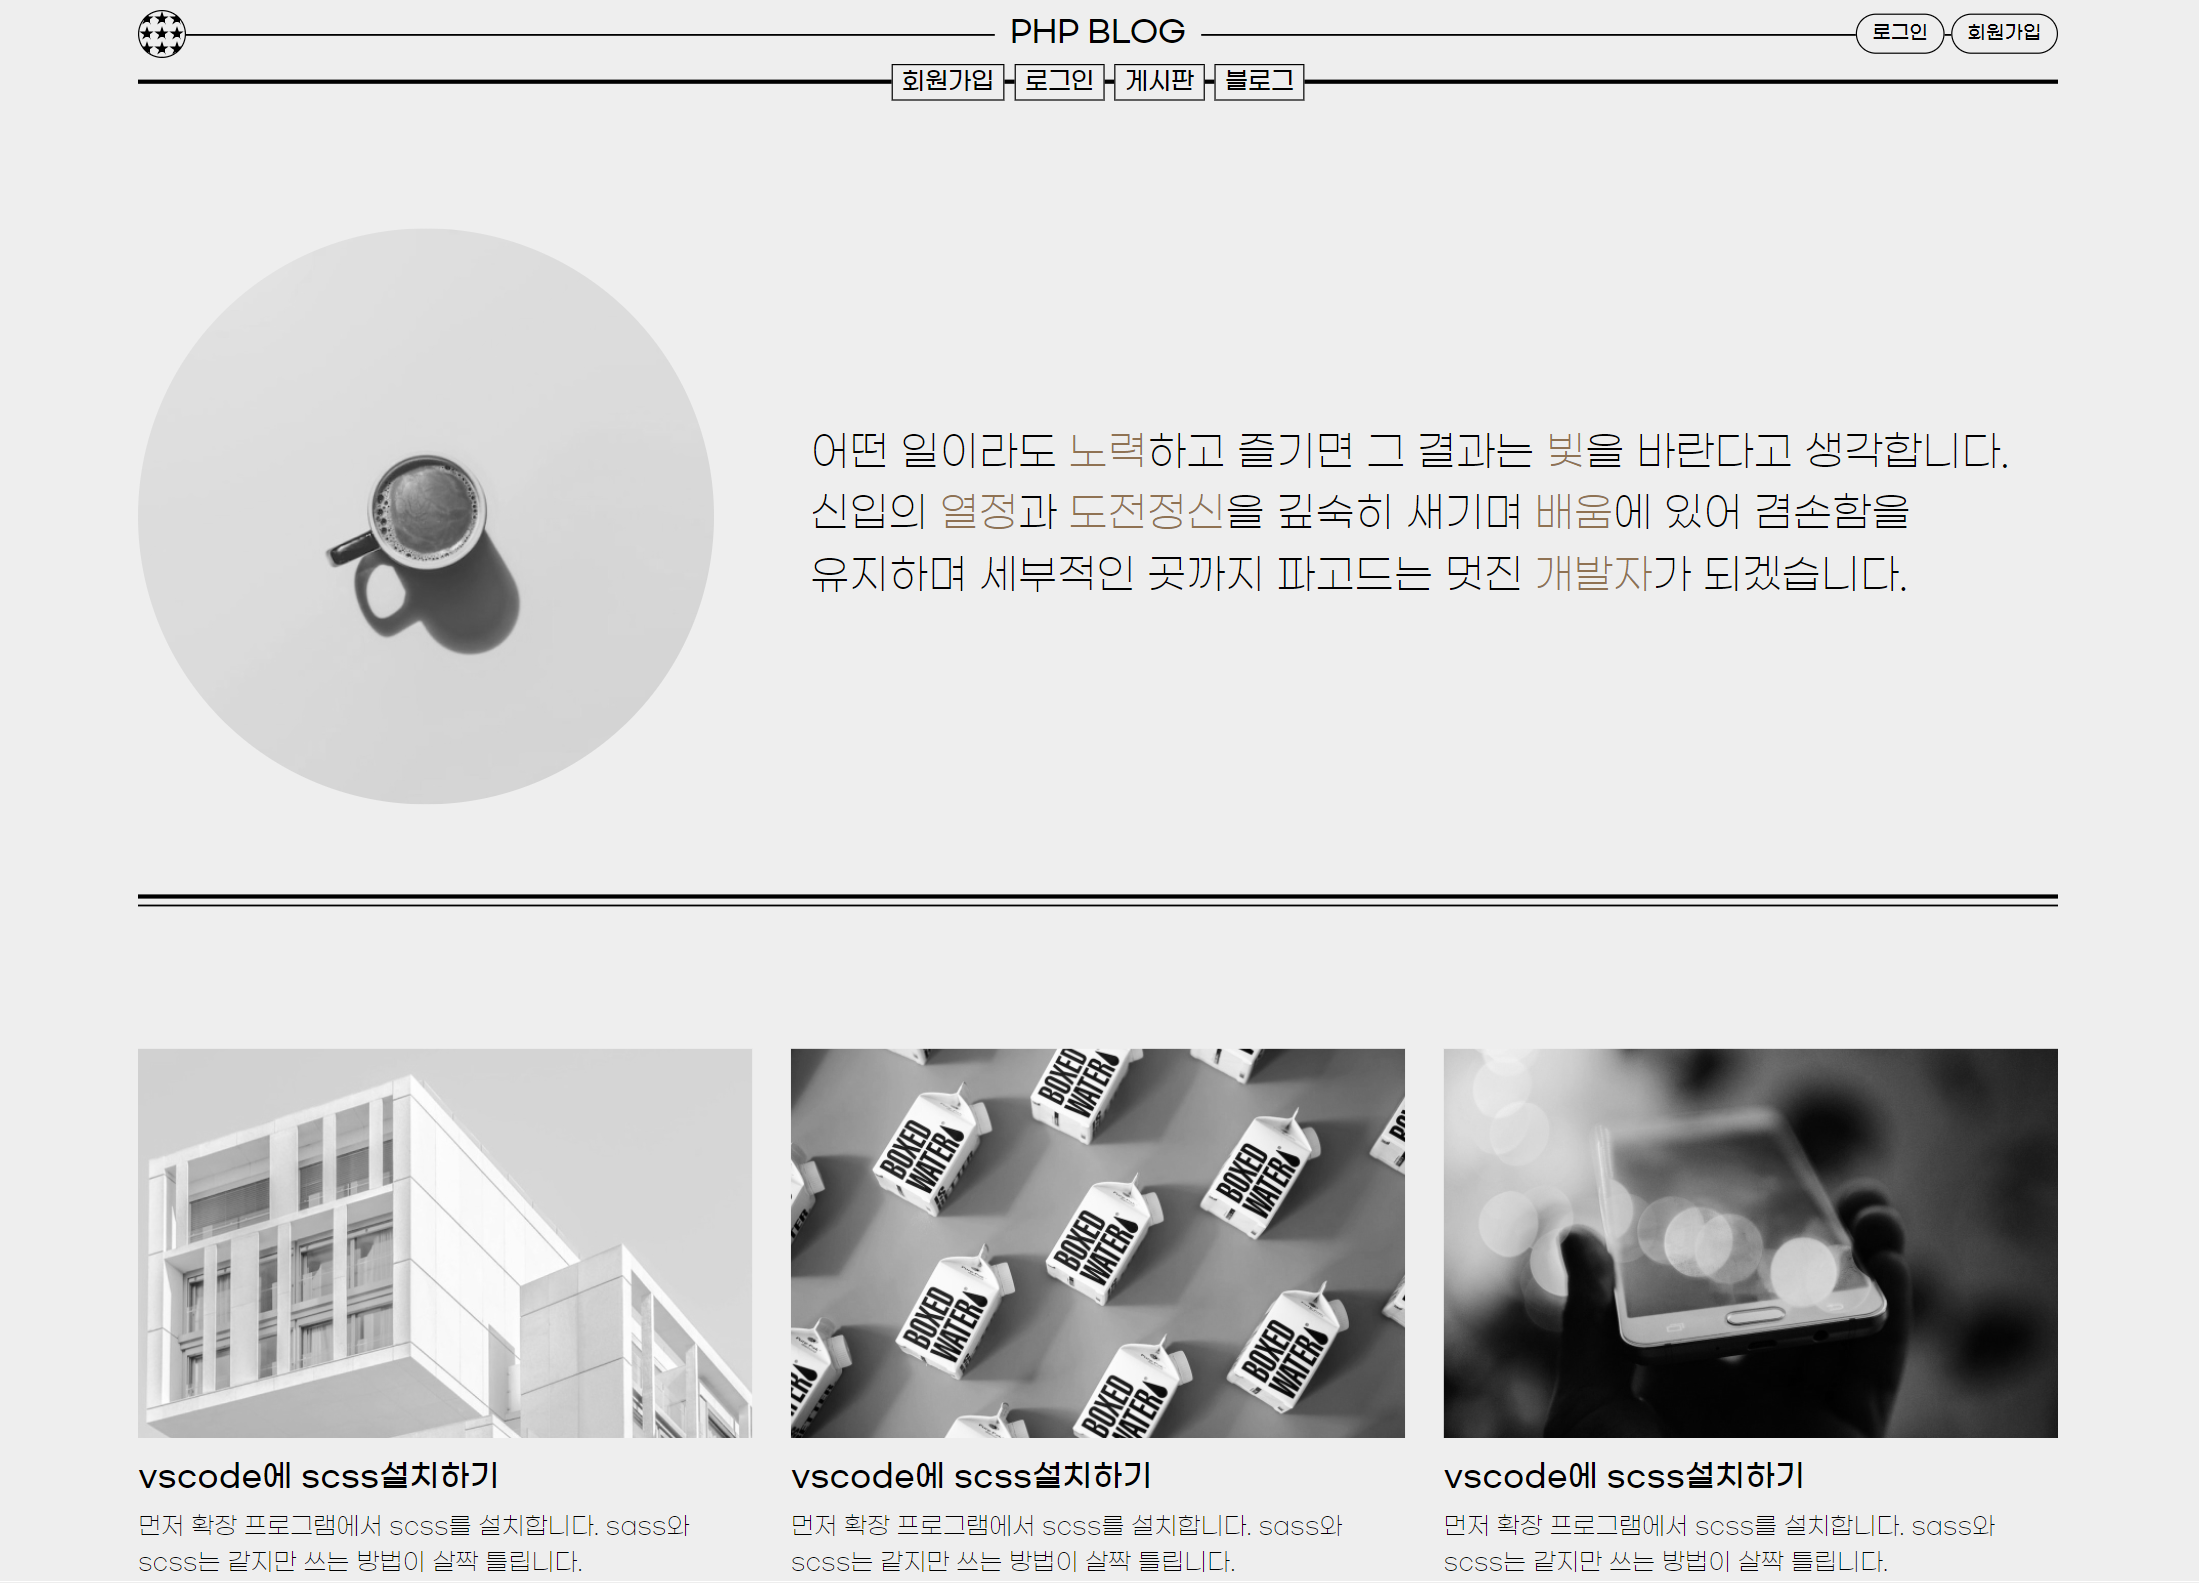 PHP BLOG
로그인
회원가입
회원가입
로그인
게시판
블로그
어떤 일이라도 노력하고 즐기면 그 결과는 빛을 바란다고 생각합니다.
신입의 열정과 도전정신을 깊숙히 새기며 배움에 있어 겸손함을
유지하며 세부적인 곳까지 파고드는 멋진 개발자가 되겠습니다.
BOXED
WATER
BOXED
WATER
BOXED
WATER
BOXED
WATER
BOXED
WATER
BOXED
WATER
BOXED
WATER
vscode에 scss설치하기
먼저 확장 프로그램에서 scss를 설치합니다. sass와
scss는 같지만 쓰는 방법이 살짝 틀립니다.
vscode에 scss설치하기
먼저 확장 프로그램에서 scss를 설치합니다. sass와
scss는 같지만 쓰는 방법이 살짝 틀립니다.
vscode에 scss설치하기
먼저 확장 프로그램에서 scss를 설치합니다. sass와
scss는 같지만 쓰는 방법이 살짝 틀립니다.